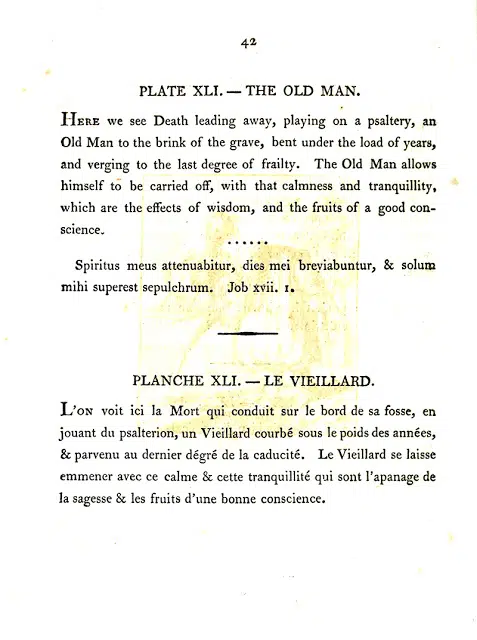 42
PLATE XLI. — THE OLD MAN.
HERE we see Death leading away, playing on a psaltery, an
Old Man to the brink of the grave, bent under the load of years,
and verging to the last degree of frailty. The Old Man allows
himself to be carried off, with that calmness and tranquillity,
which are the effects of wisdom, and the fruits of a good con-
science.
......
Spiritus meus attenuabitur, dies mei breviabuntur, & solum
mihi superest sepulchrum. Job xvii. 1.
PLANCHE XLI. — LE VIEILLARD.
L'ON voit ici la Mort qui conduit sur le bord de sa fosse, en
jouant du psalterion, un Vieillard courbé sous le poids des années,
& parvenu au dernier dégré de la caducité. Le Vieillard se laisse
emmener avec ce calme & cette tranquillité qui sont l'apanage de
la sagesse & les fruits d'une bonne conscience.